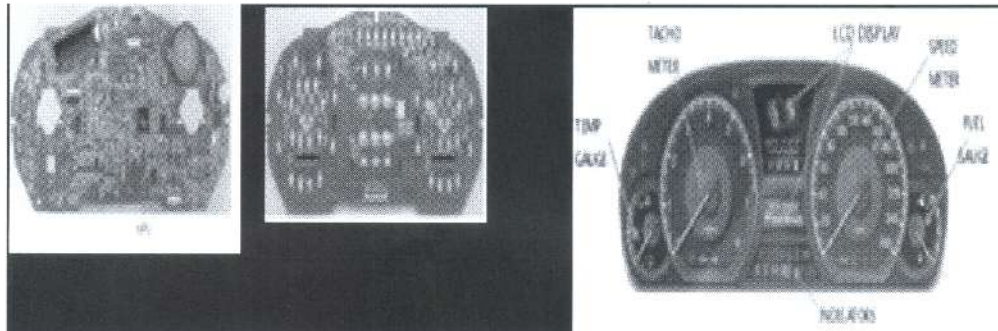 TACHO
METER
LCD DISPLAY
SPEED
METER
TEMP
GAUGE
FUEL
GAUGE
INDICATORS